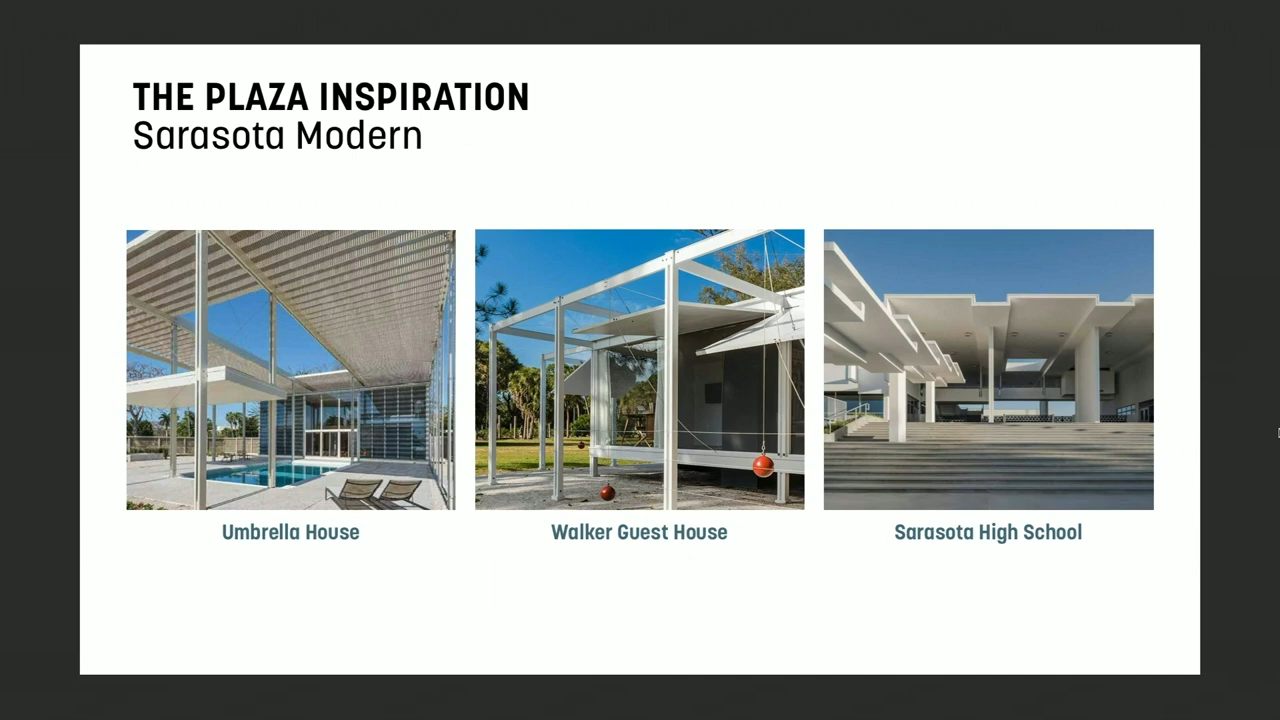 THE PLAZA INSPIRATION
Sarasota Modern
Umbrella House
Walker Guest House
Sarasota High School